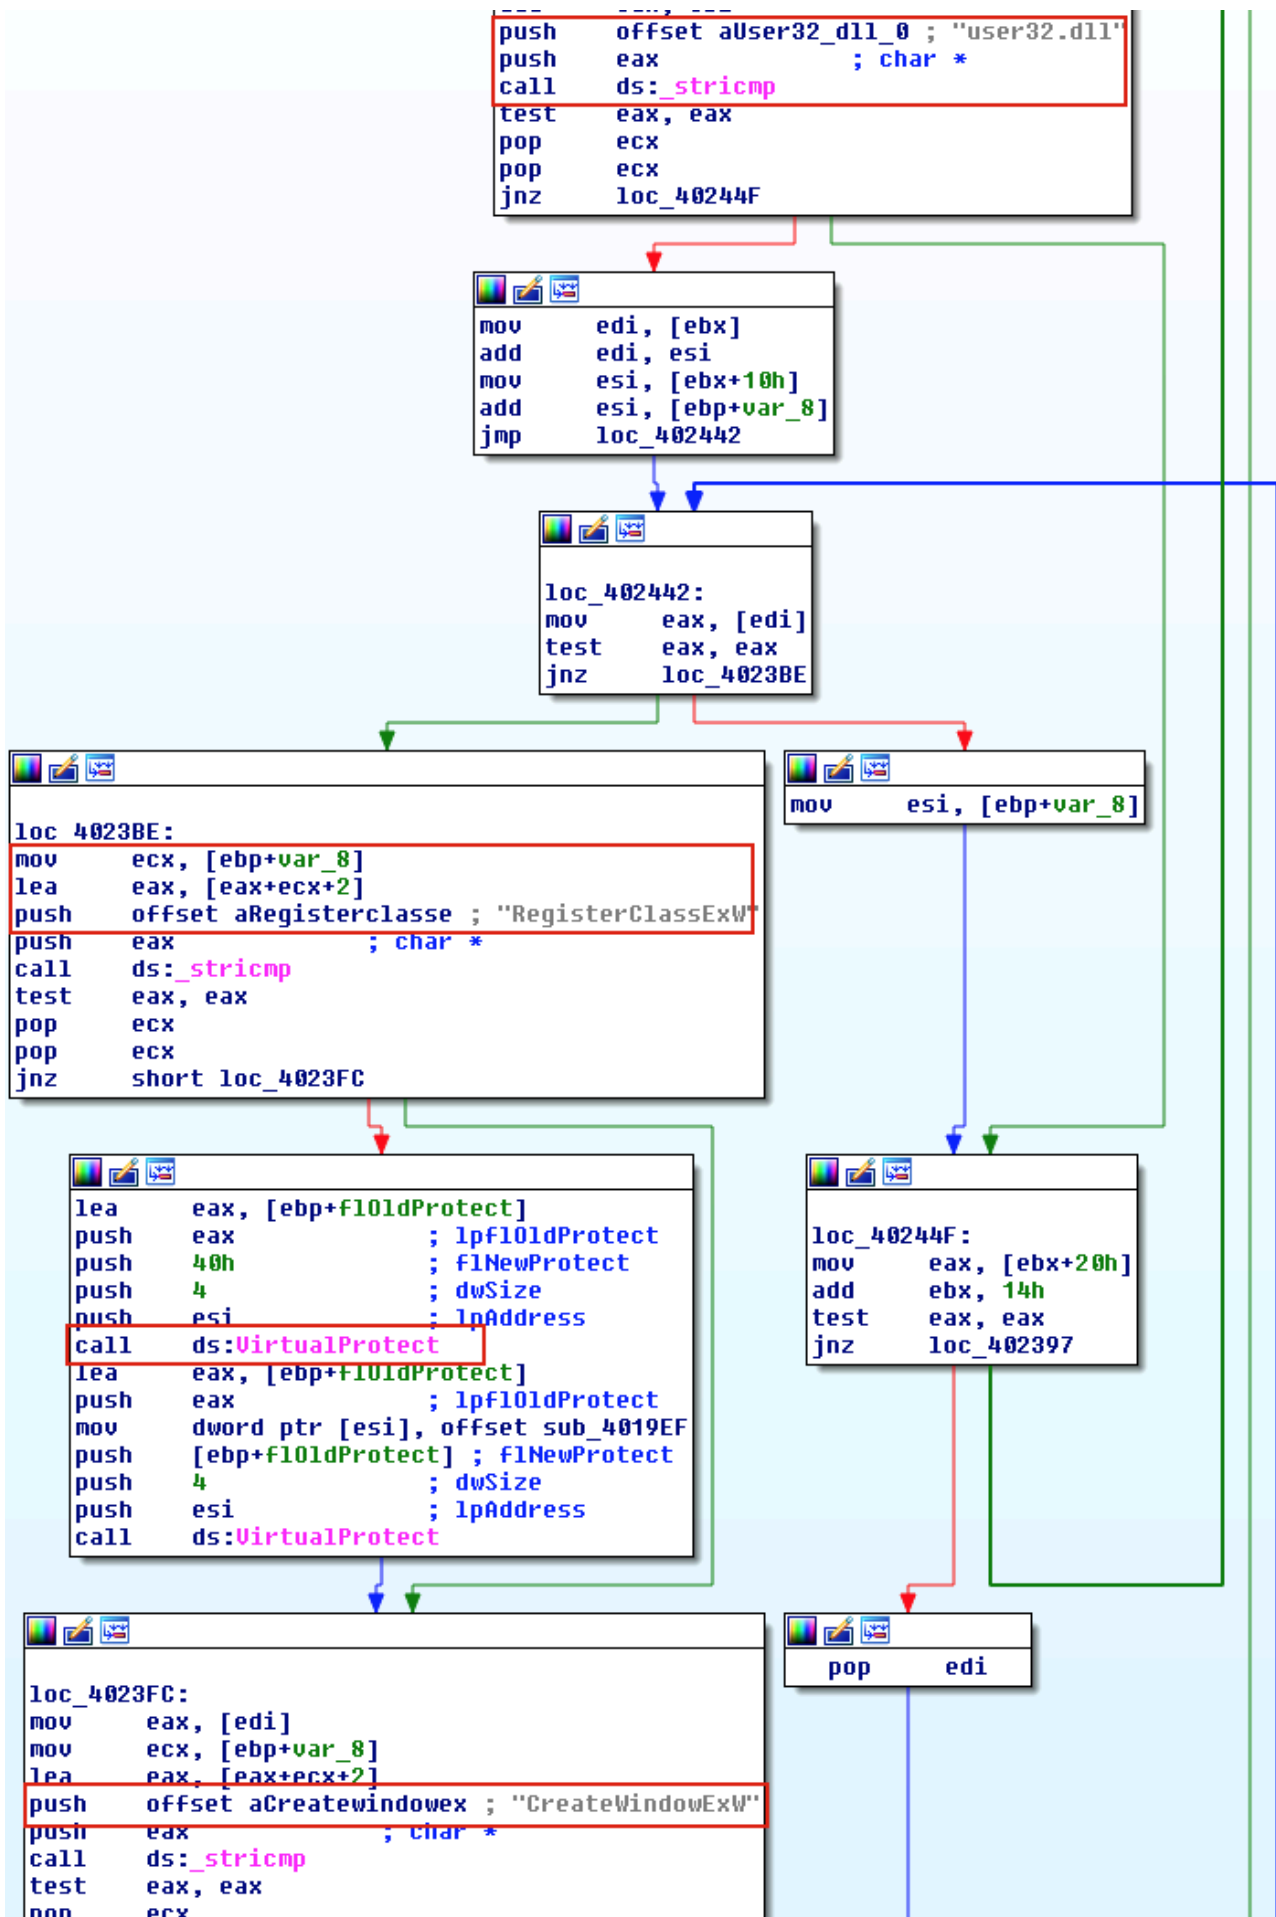 push offset aUser32_dll_0 ; "user32.dll"
push eax ; char *
call ds:_stricmp
test eax, eax
pop ecx
pop ecx
jnz loc_40244F
mov edi, [ebx]
add edi, esi
mov esi, [ebx+10h]
add esi, [ebp+var_8]
jmp loc_402442
loc_402442:
mov eax, [edi]
test eax, eax
jnz loc_4023BE
loc_4023BE:
mov ecx, [ebp+var_8]
lea eax, [eax+ecx+2]
push offset aRegisterclasse ; "RegisterClassExW"
push eax ; char *
call ds:_stricmp
test eax, eax
pop ecx
pop ecx
jnz short loc_4023FC
mov esi, [ebp+var_8]
lea eax, [ebp+flOldProtect]
push eax ; lpflOldProtect
push 40h ; flNewProtect
push 4 ; dwSize
push esi ; lpAddress
call ds:VirtualProtect
lea eax, [ebp+flOldProtect]
push eax ; lpflOldProtect
mov dword ptr [esi], offset sub_4019EF
push [ebp+flOldProtect] ; flNewProtect
push 4 ; dwSize
push esi ; lpAddress
call ds:VirtualProtect
loc_40244F:
mov eax, [ebx+20h]
add ebx, 14h
test eax, eax
jnz loc_402397
loc_4023FC:
mov eax, [edi]
mov ecx, [ebp+var_8]
lea eax, [eax+ecx+2]
push offset aCreatewindowex ; "CreateWindowExW"
push eax ; char *
call ds:_stricmp
test eax, eax
pop ecx
pop edi